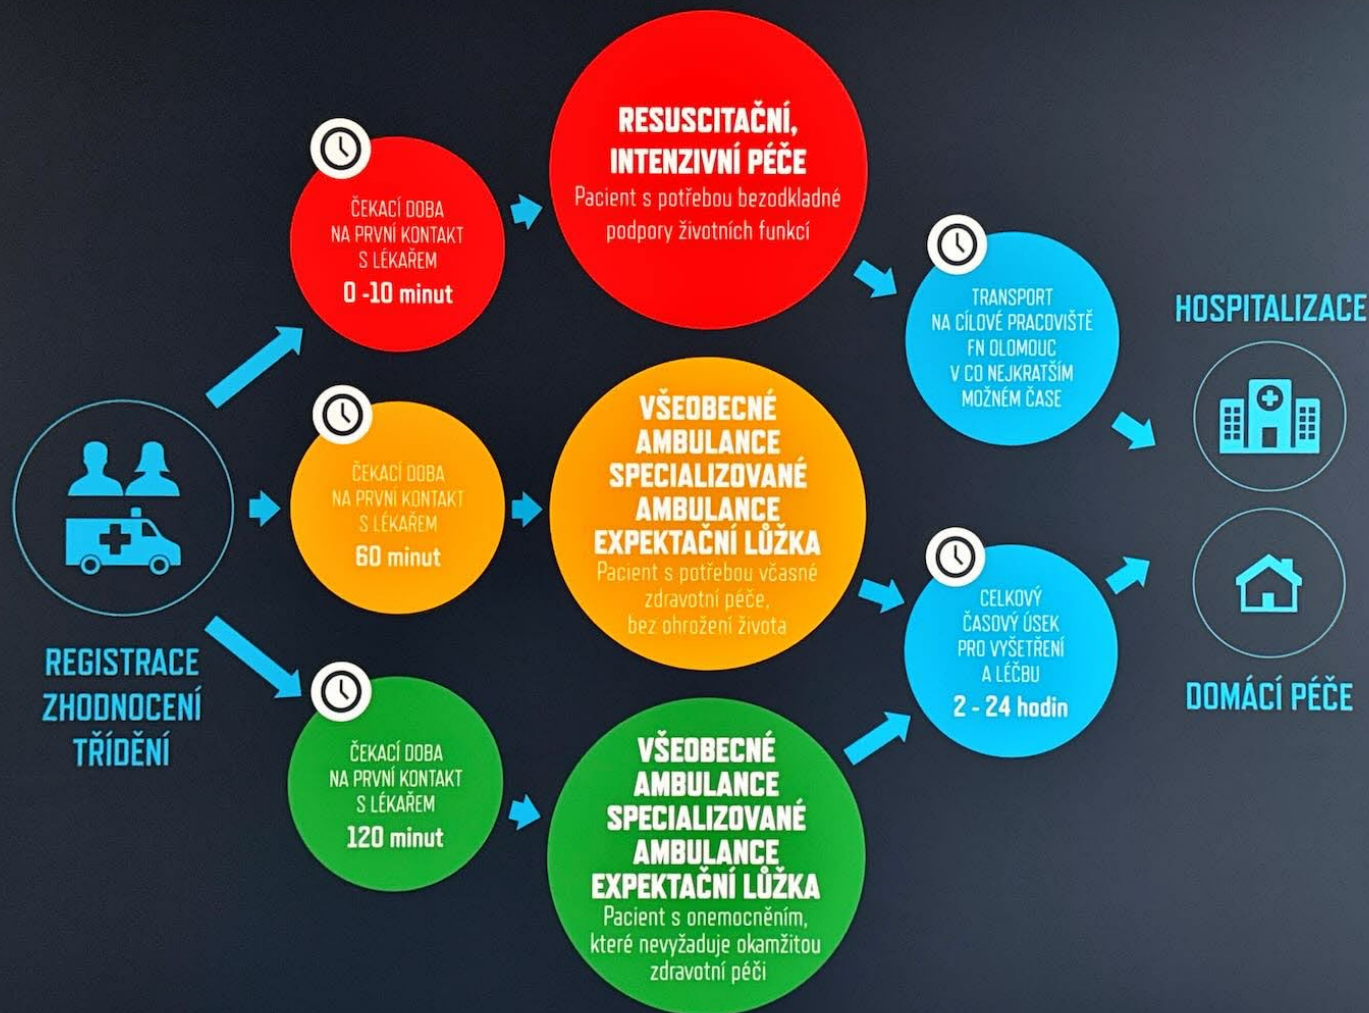 REGISTRACE
ZHODNOCENÍ
TŘÍDĚNÍ
ČEKACÍ DOBA
NA PRVNÍ KONTAKT
S LÉKAŘEM
0 -10 minut
RESUSCITAČNÍ,
INTENZIVNÍ PÉČE
Pacient s potřebou bezodkladné
podpory životních funkcí
ČEKACÍ DOBA
NA PRVNÍ KONTAKT
S LÉKAŘEM
60 minut
VŠEOBECNÉ
AMBULANCE
SPECIALIZOVANÉ
AMBULANCE
EXPEKTAČNÍ LŮŽKA
Pacient s potřebou včasné
zdravotní péče,
bez ohrožení života
ČEKACÍ DOBA
NA PRVNÍ KONTAKT
S LÉKAŘEM
120 minut
VŠEOBECNÉ
AMBULANCE
SPECIALIZOVANÉ
AMBULANCE
EXPEKTAČNÍ LŮŽKA
Pacient s onemocněním,
které nevyžaduje okamžitou
zdravotní péči
TRANSPORT
NA CÍLOVÉ PRACOVIŠTĚ
FN OLOMOUC
V CO NEJKRATŠÍM
MOŽNÉM ČASE
CELKOVÝ
ČASOVÝ ÚSEK
PRO VYŠETŘENÍ
A LÉČBU
2 - 24 hodin
HOSPITALIZACE
DOMÁCÍ PÉČE